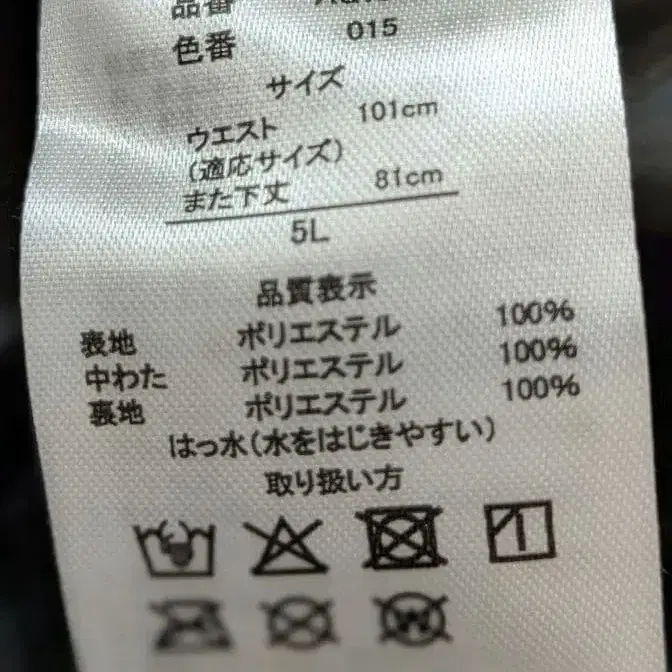 品番
色番 015
サイズ
ウエスト 101cm
(適応サイズ)
また下丈 81cm
5L
品質表示
表地 ポリエステル 100%
中わた ポリエステル 100%
裏地 ポリエステル 100%
はっ水(水をはじきやすい)
取り扱い方
W